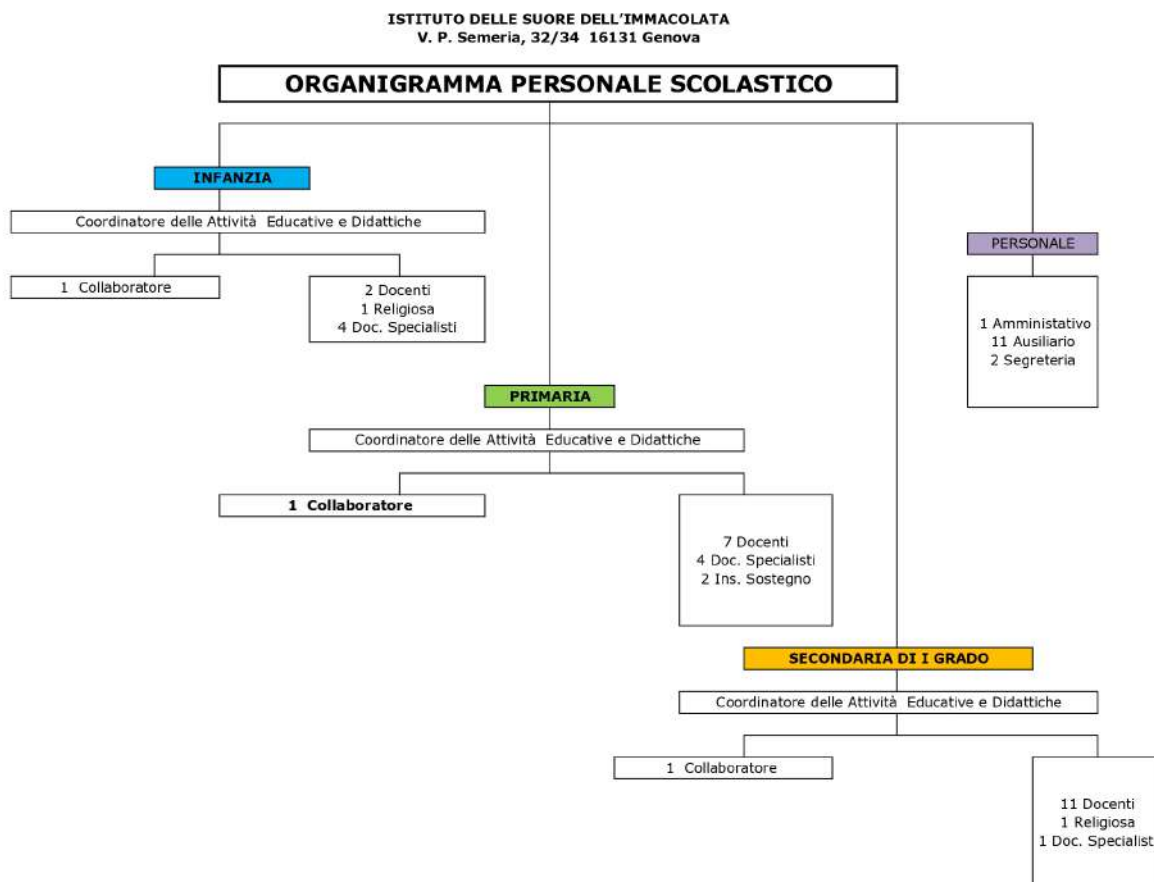 ISTITUTO DELLE SUORE DELL'IMMACOLATA
V. P. Semeria, 32/34 16131 Genova
ORGANIGRAMMA PERSONALE SCOLASTICO
INFANZIA
Coordinatore delle Attività Educative e Didattiche
1 Collaboratore
2 Docenti
1 Religiosa
4 Doc. Specialisti
PERSONALE
1 Amministativo
11 Ausiliario
2 Segreteria
PRIMARIA
Coordinatore delle Attività Educative e Didattiche
1 Collaboratore
7 Docenti
4 Doc. Specialisti
2 Ins. Sostegno
SECONDARIA DI I GRADO
Coordinatore delle Attività Educative e Didattiche
1 Collaboratore
11 Docenti
1 Religiosa
1 Doc. Specialist